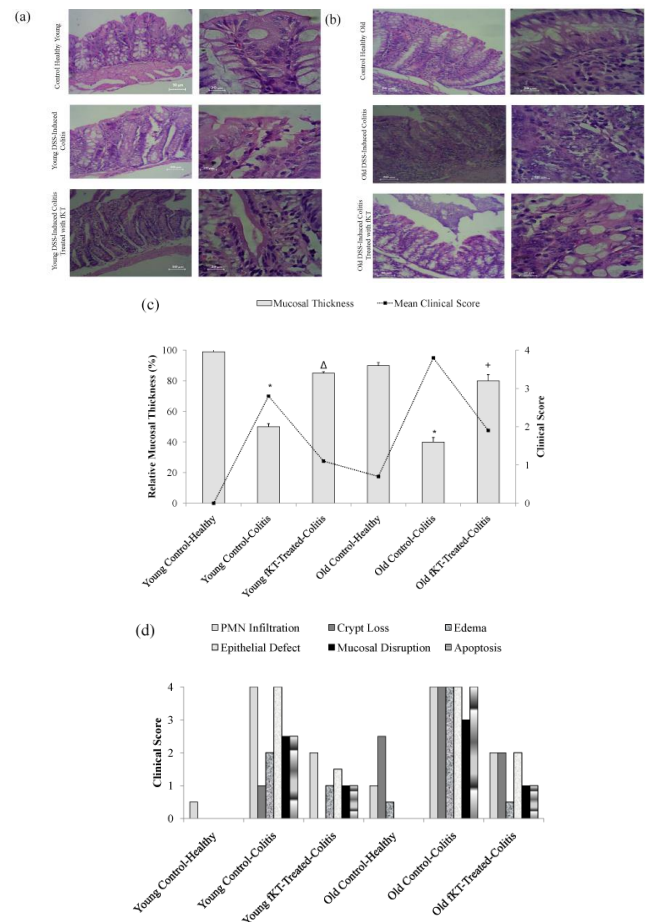 (a)
Control Healthy Young
Young DSS-Induced
Colitis
Young DSS-Induced Colitis
Treated with fKT
(b)
Control Healthy Old
Old DSS-Induced Colitis
Old DSS-Induced Colitis
Treated with fKT
(c)
Mucosal Thickness
Mean Clinical Score
Relative Mucosal Thickness (%)
100
80
60
40
20
0
*
Δ
*
+
4
3
2
1
0
Clinical Score
Young Control-Healthy
Young Control-Colitis
Young fKT-Treated-Colitis
Old Control-Healthy
Old Control-Colitis
Old fKT-Treated-Colitis
(d)
PMN Infiltration
Crypt Loss
Edema
Epithelial Defect
Mucosal Disruption
Apoptosis
Clinical Score
4
3
2
1
0
Young Control-Healthy
Young Control-Colitis
Young fKT-Treated-Colitis
Old Control-Healthy
Old Control-Colitis
Old fKT-Treated-Colitis